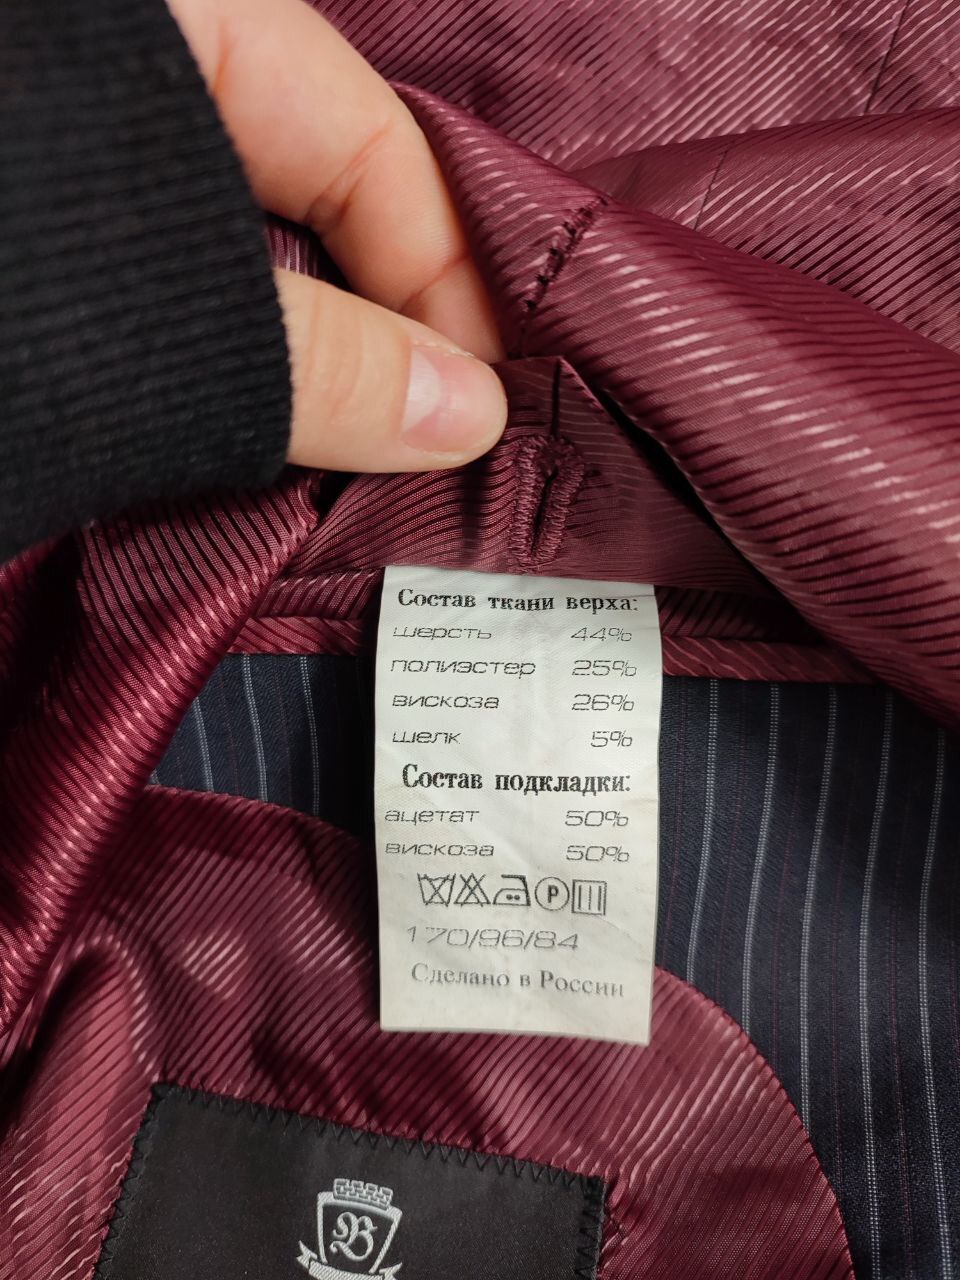 Состав ткани верха:
шерсть 44%
полиэстер 25%
вискоза 26%
шелк 5%
Состав подкладки:
ацетат 50%
вискоза 50%
P
170/96/84
Сделано в России
B